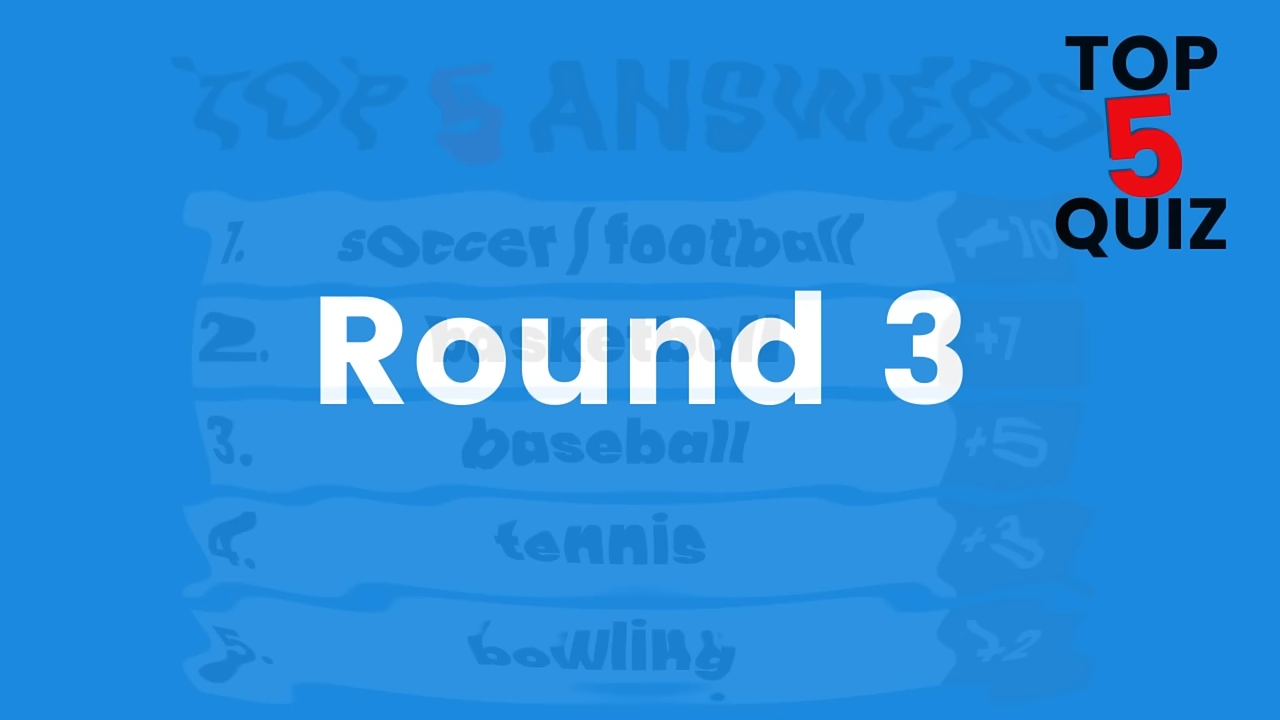 TOP 5 ANSWERS
1. soccer / football +10
2. basketball +7
3. baseball +5
4. tennis +3
5. bowling +2
Round 3
TOP
5
QUIZ